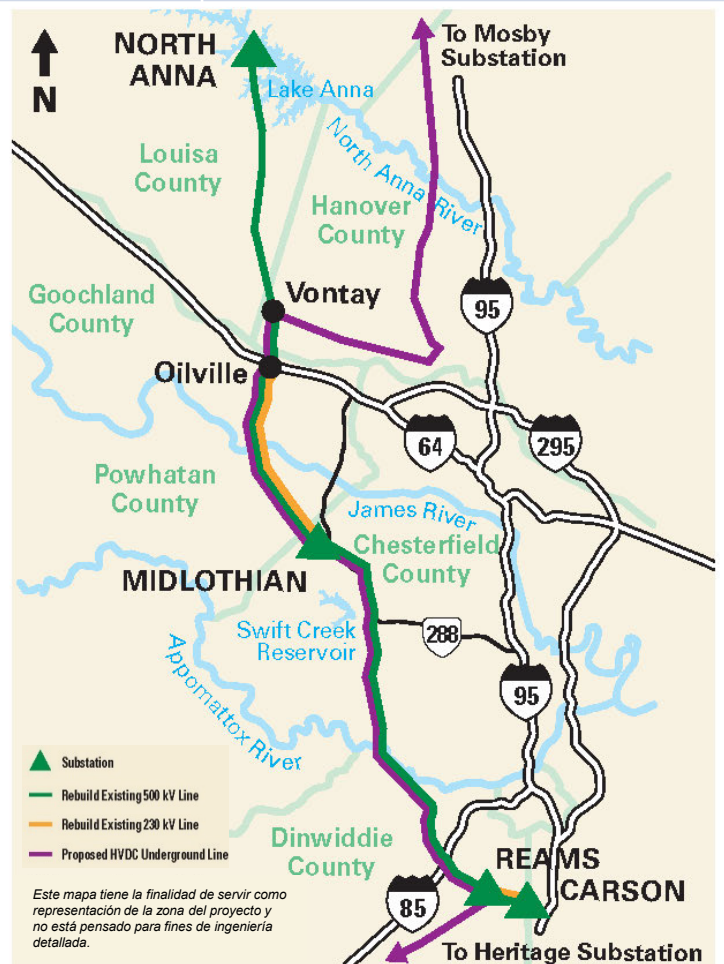 NORTH
ANNA
To Mosby
Substation
N
Lake Anna
Louisa
County
North Anna River
Hanover
County
Goochland
County
Vontay
95
Oilville
64
295
Powhatan
County
James River
Chesterfield
County
MIDLOTHIAN
Swift Creek
Reservoir
288
Appomattox River
95
Substation
Rebuild Existing 500 kV Line
Rebuild Existing 230 kV Line
Proposed HVDC Underground Line
Dinwiddie
County
REAMS
CARSON
85
Este mapa tiene la finalidad de servir como
representación de la zona del proyecto y
no está pensado para fines de ingeniería
detallada.
To Heritage Substation